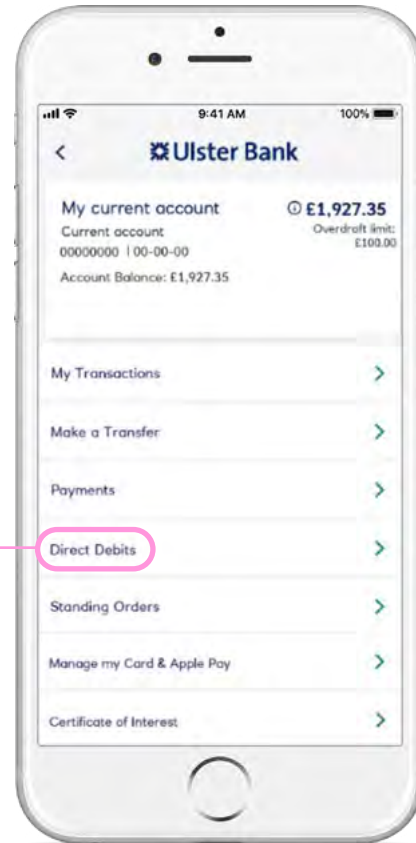 9:41 AM 100%
Ulster Bank
My current account £1,927.35
Current account Overdraft limit:
00000000 | 00-00-00 £100.00
Account Balance: £1,927.35
My Transactions
Make a Transfer
Payments
Direct Debits
Standing Orders
Manage my Card & Apple Pay
Certificate of Interest